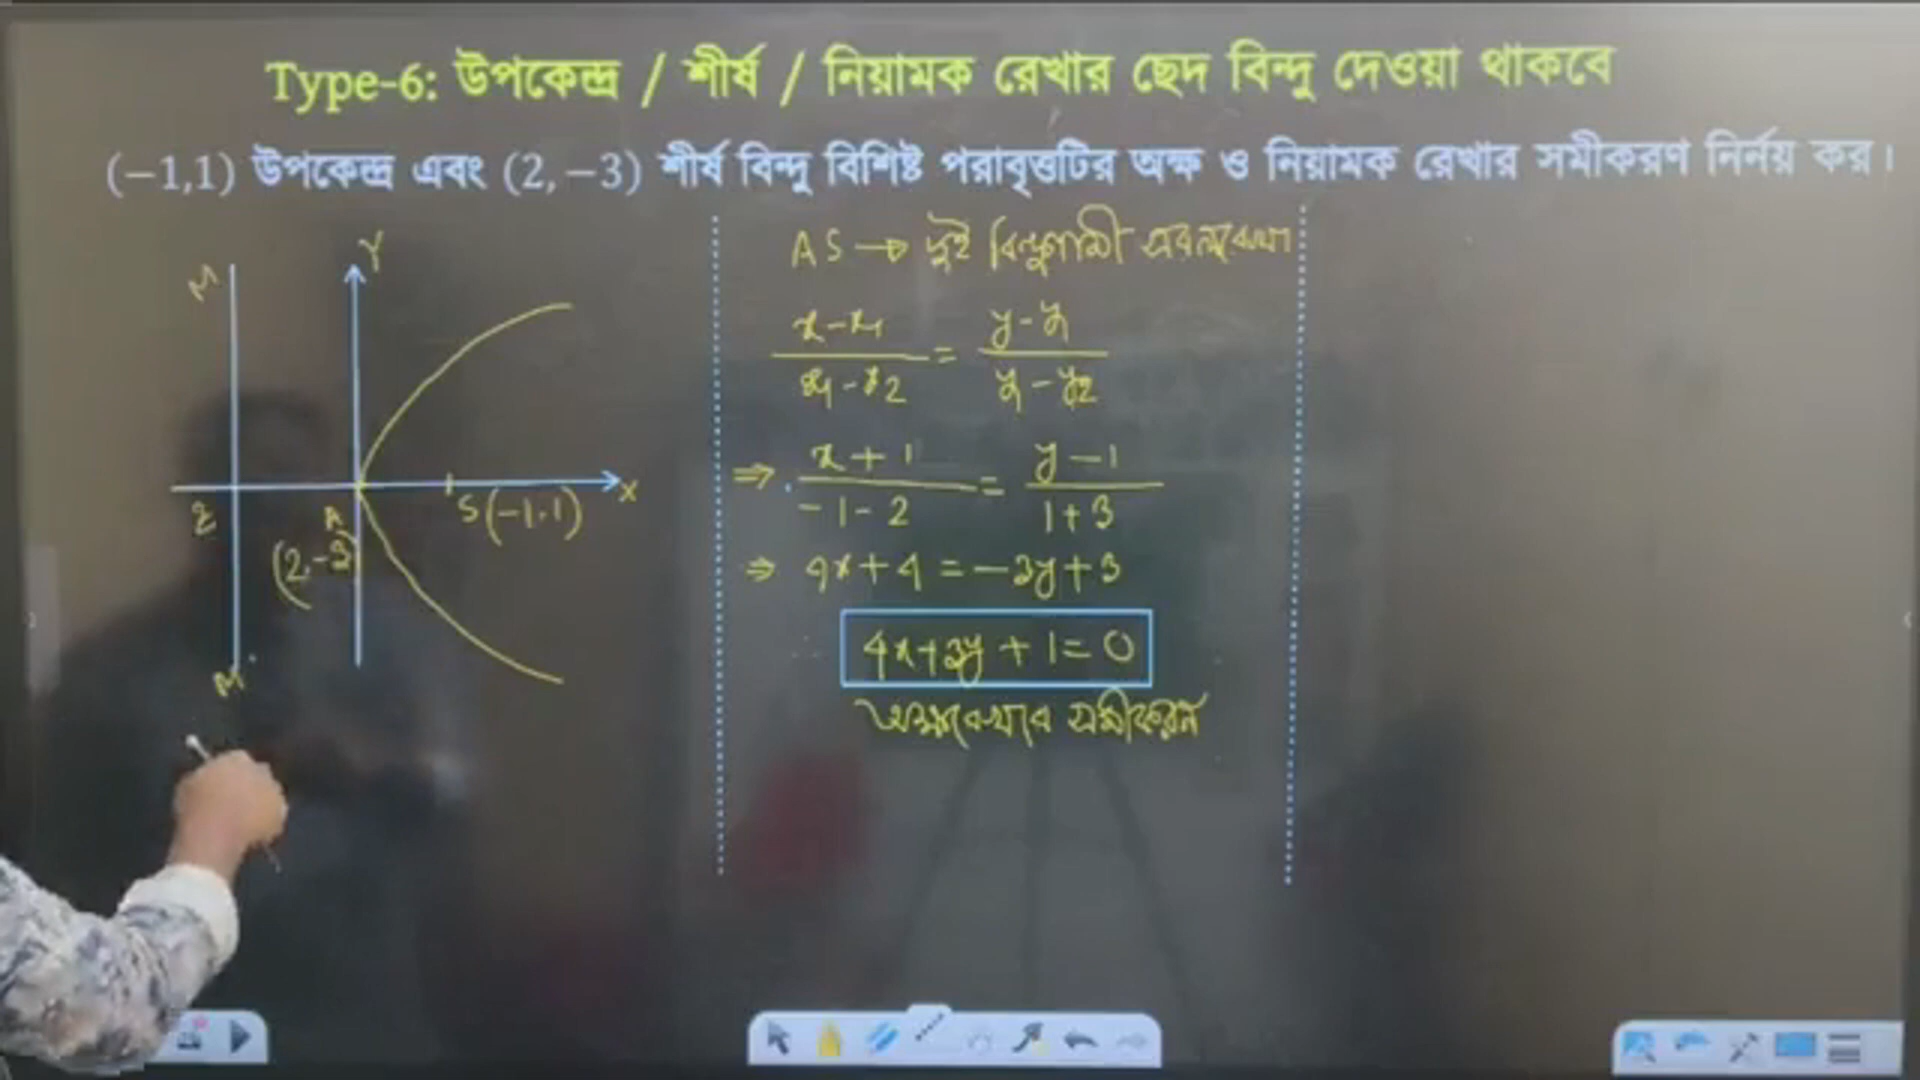 Type-6: উপকেন্দ্র / শীর্ষ / নিয়ামক রেখার ছেদ বিন্দু দেওয়া থাকবে
(−1,1) উপকেন্দ্র এবং (2, −3) শীর্ষ বিন্দু বিশিষ্ট পরাবৃত্তটির অক্ষ ও নিয়ামক রেখার সমীকরণ নির্নয় কর।
M
Y
Z
A
(2,-3)
S(-1,1)
X
M'
AS → দুই বিন্দুগামী সরলরেখা
x-x₁ / x₁-x₂ = y-y₁ / y₁-y₂
⇒ x+1 / -1-2 = y-1 / 1+3
⇒ 4x+4 = -3y+3
4x+3y+1=0
অক্ষরেখার সমীকরন